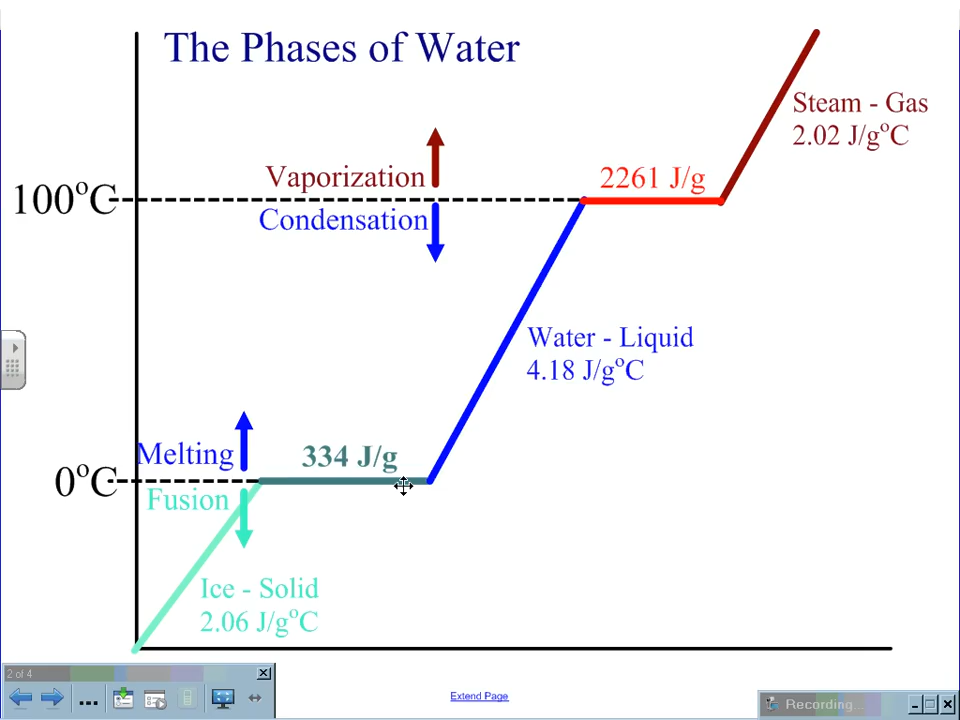 The Phases of Water
Steam - Gas
2.02 J/g°C
Vaporization
2261 J/g
100°C
Condensation
Water - Liquid
4.18 J/g°C
Melting
334 J/g
0°C
Fusion
Ice - Solid
2.06 J/g°C
2 of 4
Extend Page
Recording...